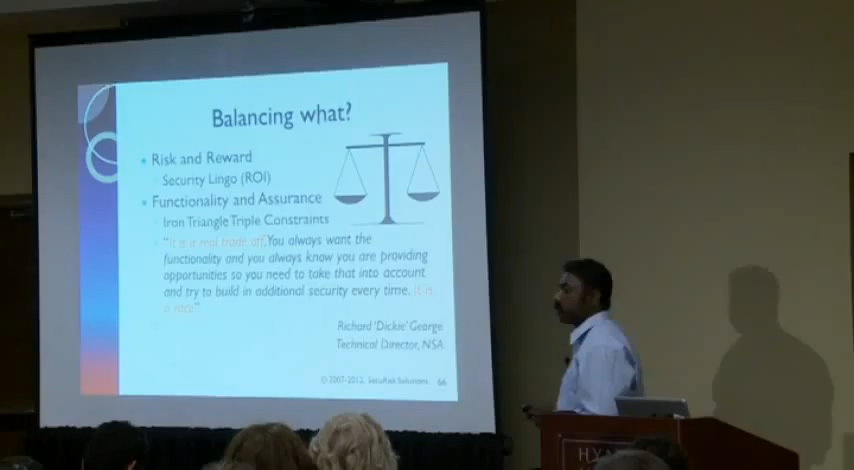 Balancing what?
• Risk and Reward
Security Lingo (ROI)
• Functionality and Assurance
Iron Triangle Triple Constraints
"It is a real trade off. You always want the
functionality and you always know you are providing
opportunities so you need to take that into account
and try to build in additional security every time. It is
a race"
Richard 'Dickie' George
Technical Director, NSA
© 2007-2012, SecuRisk Solutions. 66
HYA